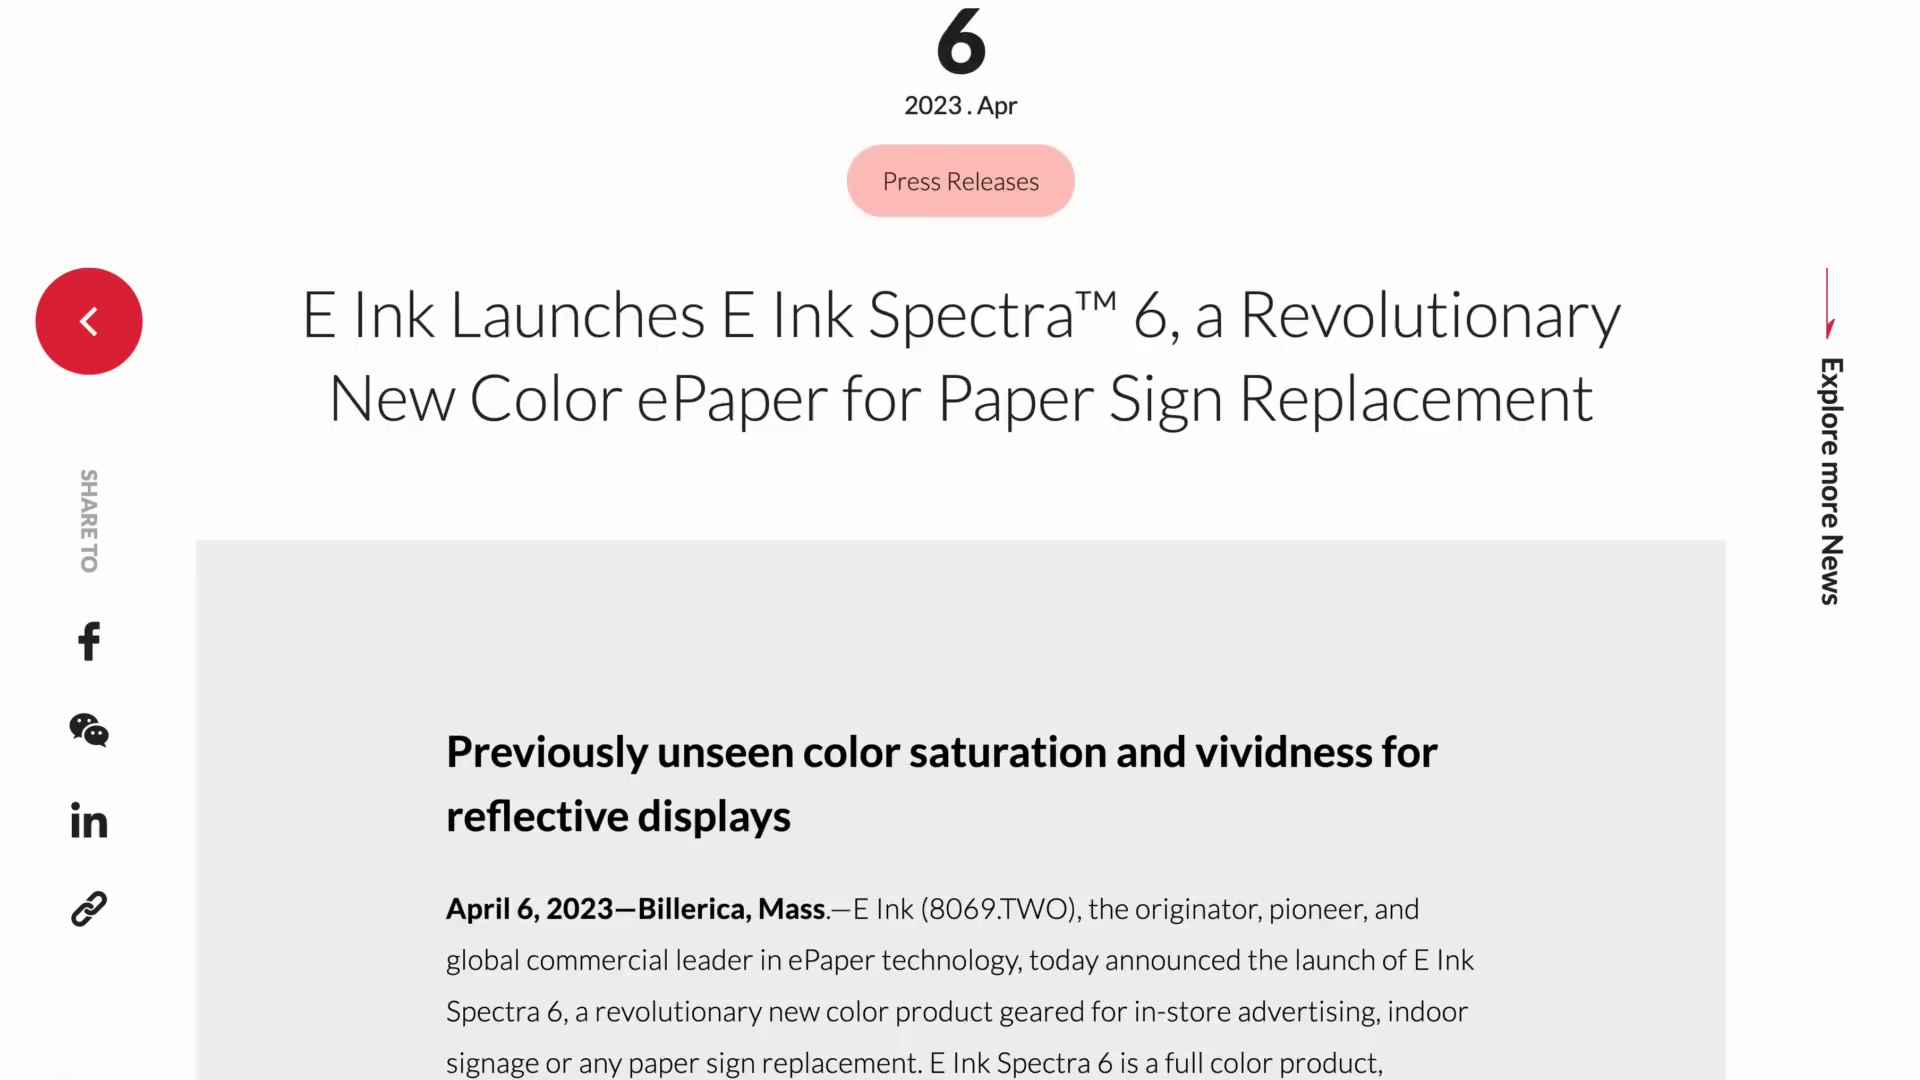 6
2023 . Apr
Press Releases
E Ink Launches E Ink Spectra™ 6, a Revolutionary
New Color ePaper for Paper Sign Replacement
SHARE TO
Explore more News
Previously unseen color saturation and vividness for
reflective displays
April 6, 2023—Billerica, Mass.—E Ink (8069.TWO), the originator, pioneer, and
global commercial leader in ePaper technology, today announced the launch of E Ink
Spectra 6, a revolutionary new color product geared for in-store advertising, indoor
signage or any paper sign replacement. E Ink Spectra 6 is a full color product,